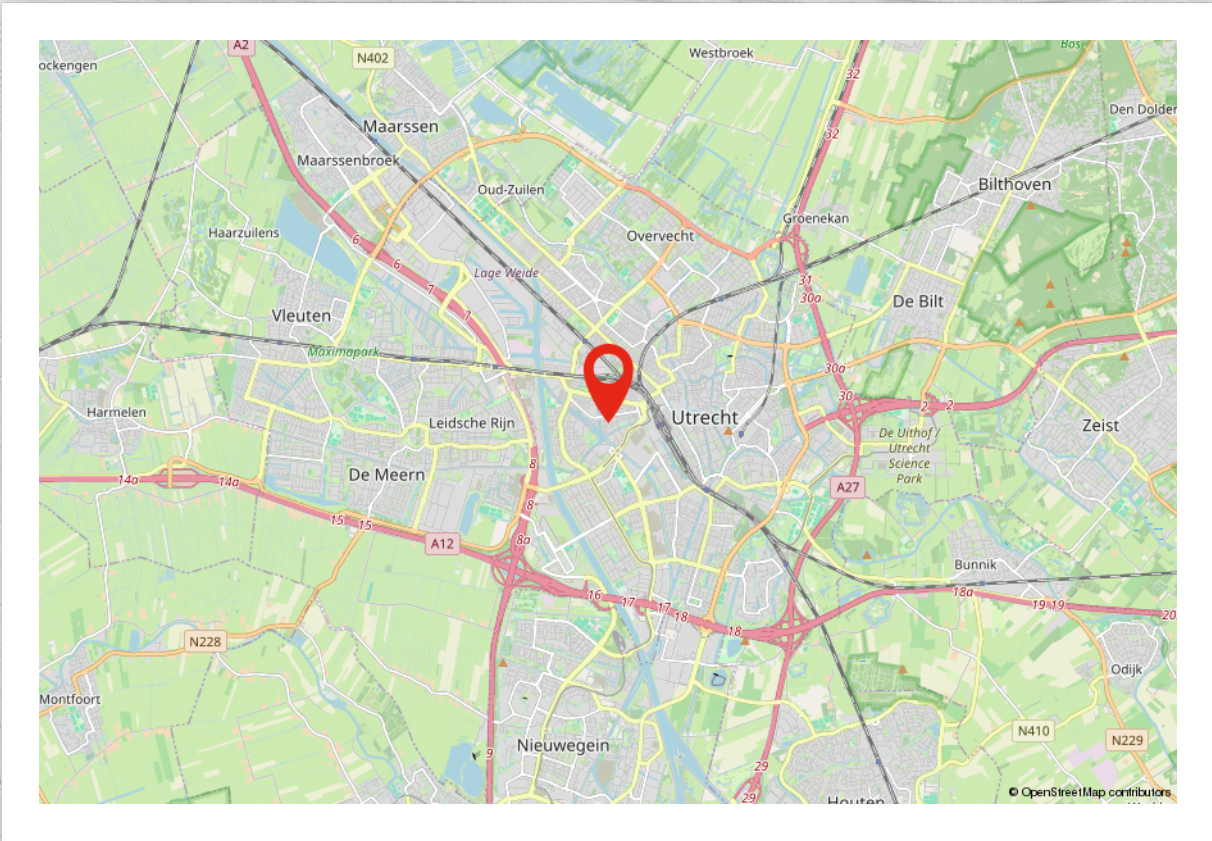 A2
N402
Westbroek
Bos
ockengen
32
Den Dolder
Maarssen
32
Maarssenbroek
Bilthoven
Oud-Zuilen
Groenekan
Haarzuilens
Overvecht
6
6
Lage Weide
31
7
30a
De Bilt
7
Vleuten
Maximapark
30a
30
2
2
Harmelen
Utrecht
Leidsche Rijn
Zeist
De Uithof /
Utrecht
Science
Park
8
De Meern
14a
14a
A27
8
15
15
8a
A12
Bunnik
16
17
17
18
18a
19
19
20
18
N228
Odijk
Montfoort
N410
Nieuwegein
N229
9
29
29
Houten
© OpenStreetMap contributors